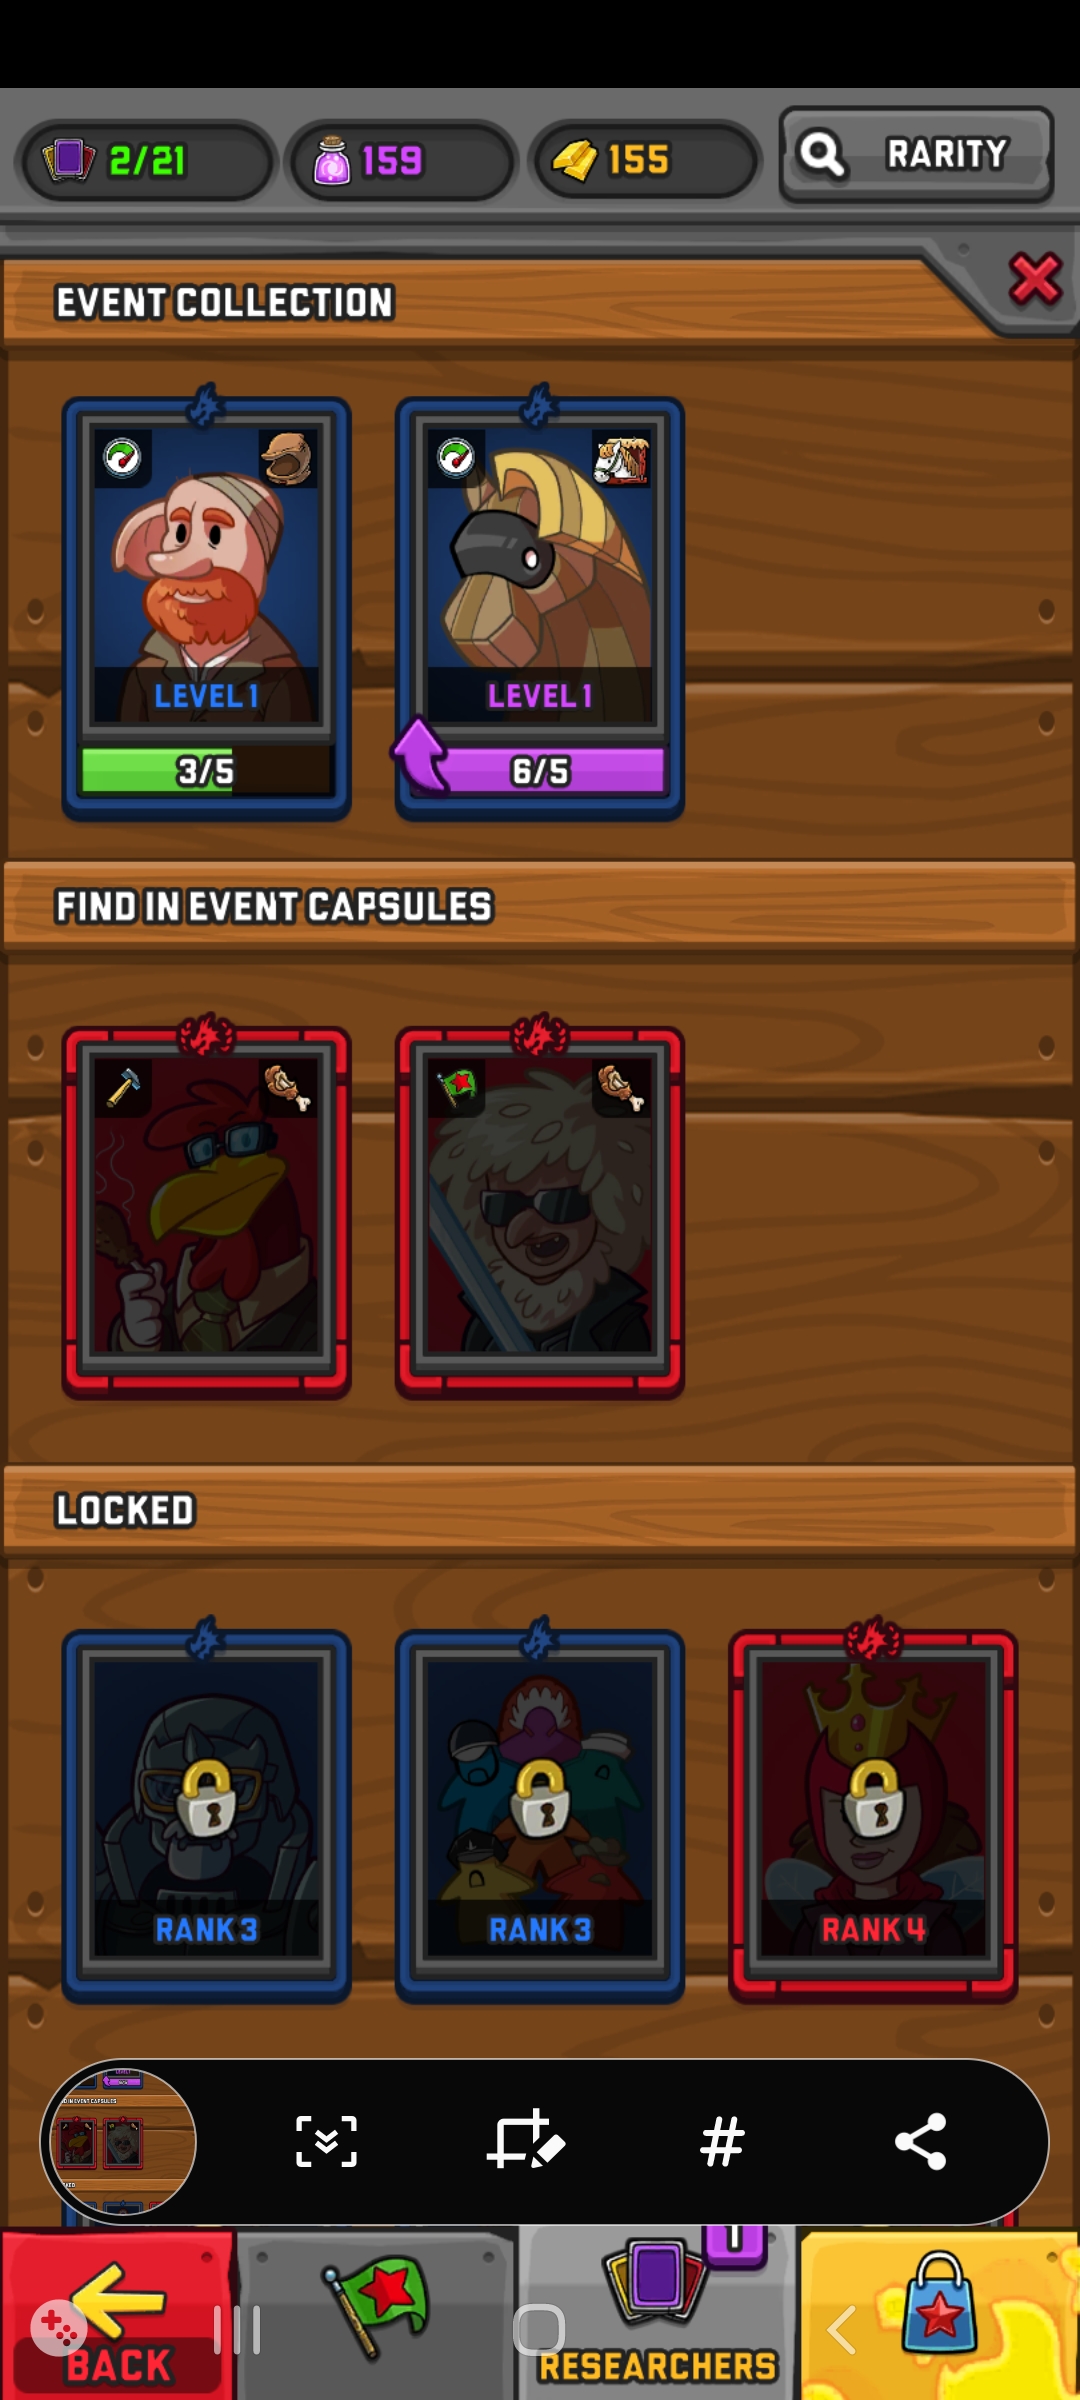 2/21
159
155
RARITY
EVENT COLLECTION
LEVEL 1
LEVEL 1
3/5
6/5
FIND IN EVENT CAPSULES
LOCKED
RANK 3
RANK 3
RANK 4
1
BACK
RESEARCHERS